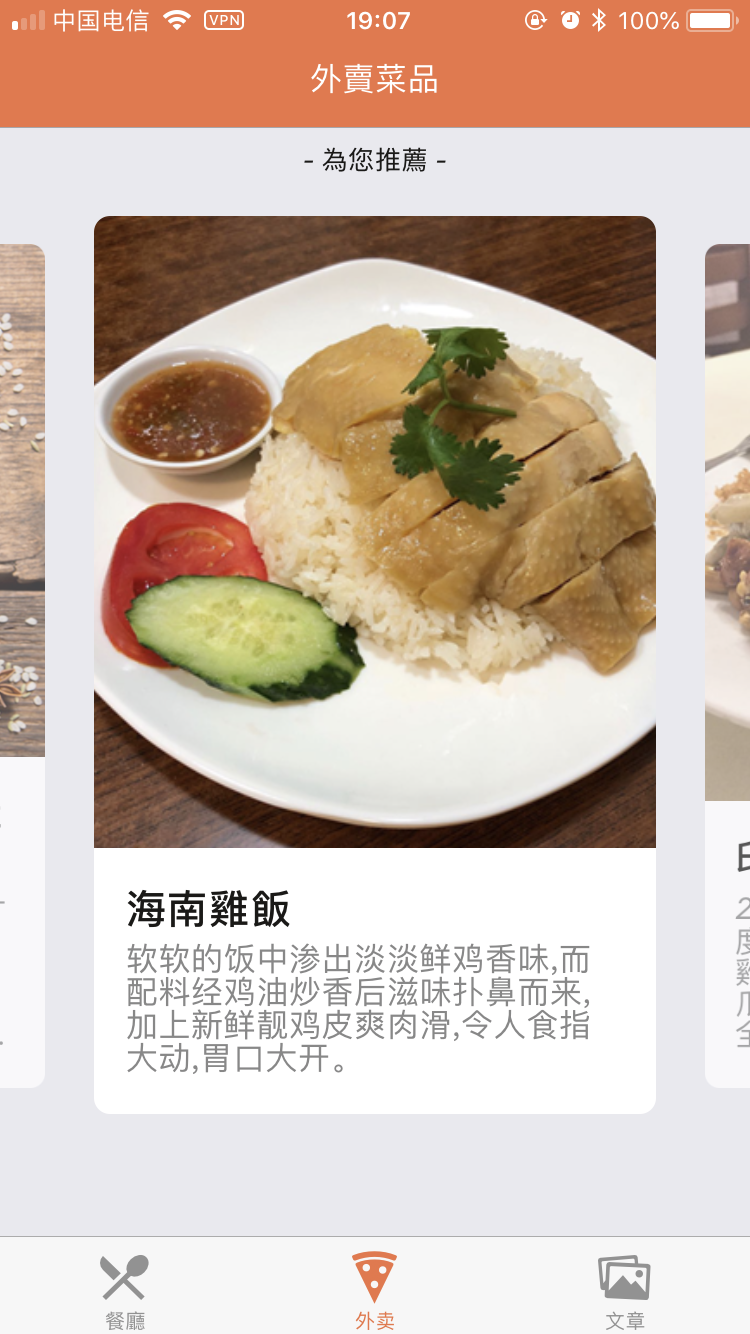 中国电信 VPN 19:07 100%
外賣菜品
- 為您推薦 -
海南雞飯
软软的饭中渗出淡淡鲜鸡香味,而
配料经鸡油炒香后滋味扑鼻而来,
加上新鲜靓鸡皮爽肉滑,令人食指
大动,胃口大开。
2
度
雞
餐廳 外卖 文章